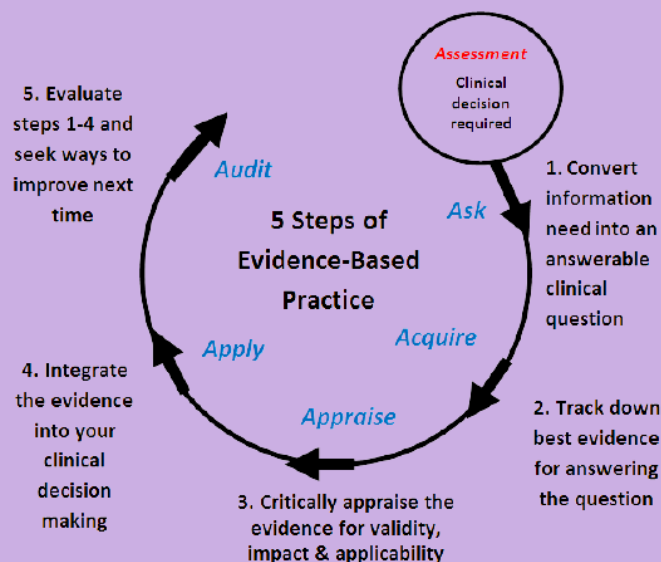 Assessment
Clinical
decision
required
1. Convert
information
need into an
answerable
clinical
question
Ask
5 Steps of
Evidence-Based
Practice
Acquire
2. Track down
best evidence
for answering
the question
Appraise
3. Critically appraise the
evidence for validity,
impact & applicability
Apply
4. Integrate
the evidence
into your
clinical
decision
making
Audit
5. Evaluate
steps 1-4 and
seek ways to
improve next
time